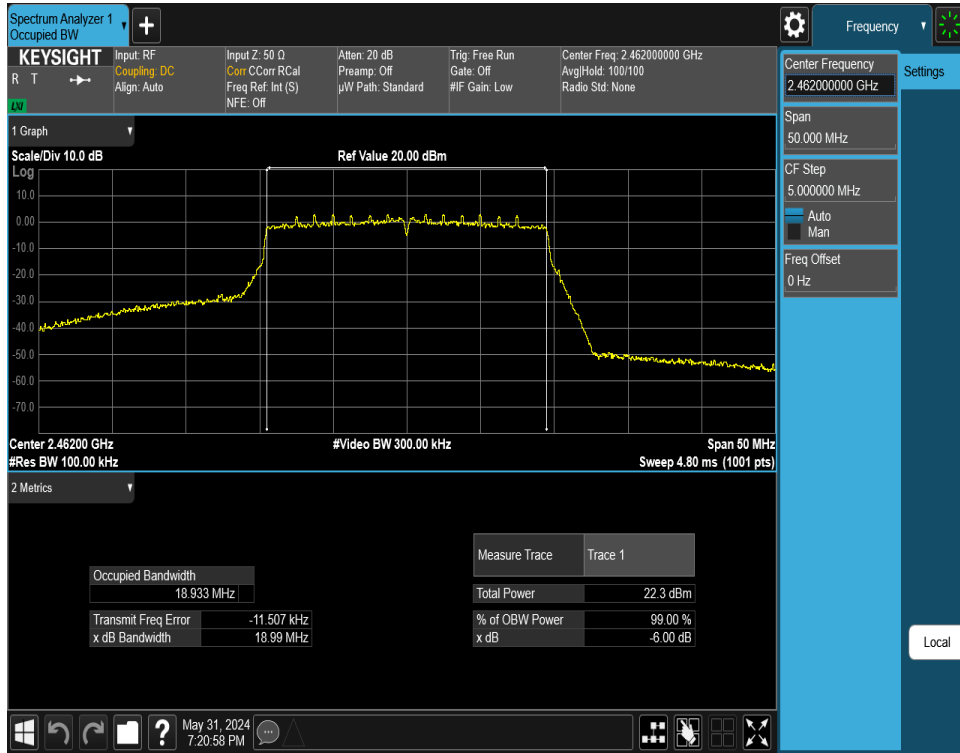 Spectrum Analyzer 1
Occupied BW
Frequency
KEYSIGHT
R T
LXI
Input: RF
Coupling: DC
Align: Auto
Input Z: 50 Ω
Corr CCorr RCal
Freq Ref: Int (S)
NFE: Off
Atten: 20 dB
Preamp: Off
µW Path: Standard
Trig: Free Run
Gate: Off
#IF Gain: Low
Center Freq: 2.462000000 GHz
Avg|Hold: 100/100
Radio Std: None
Center Frequency
2.462000000 GHz
Settings
Span
50.000 MHz
CF Step
5.000000 MHz
Auto
Man
Freq Offset
0 Hz
Local
1 Graph
Scale/Div 10.0 dB
Ref Value 20.00 dBm
Log
10.0
0.00
-10.0
-20.0
-30.0
-40.0
-50.0
-60.0
-70.0
Center 2.46200 GHz
#Video BW 300.00 kHz
Span 50 MHz
#Res BW 100.00 kHz
Sweep 4.80 ms (1001 pts)
2 Metrics
Measure Trace
Trace 1
Occupied Bandwidth
18.933 MHz
Total Power
22.3 dBm
Transmit Freq Error
-11.507 kHz
% of OBW Power
99.00 %
x dB Bandwidth
18.99 MHz
x dB
-6.00 dB
?
May 31, 2024
7:20:58 PM